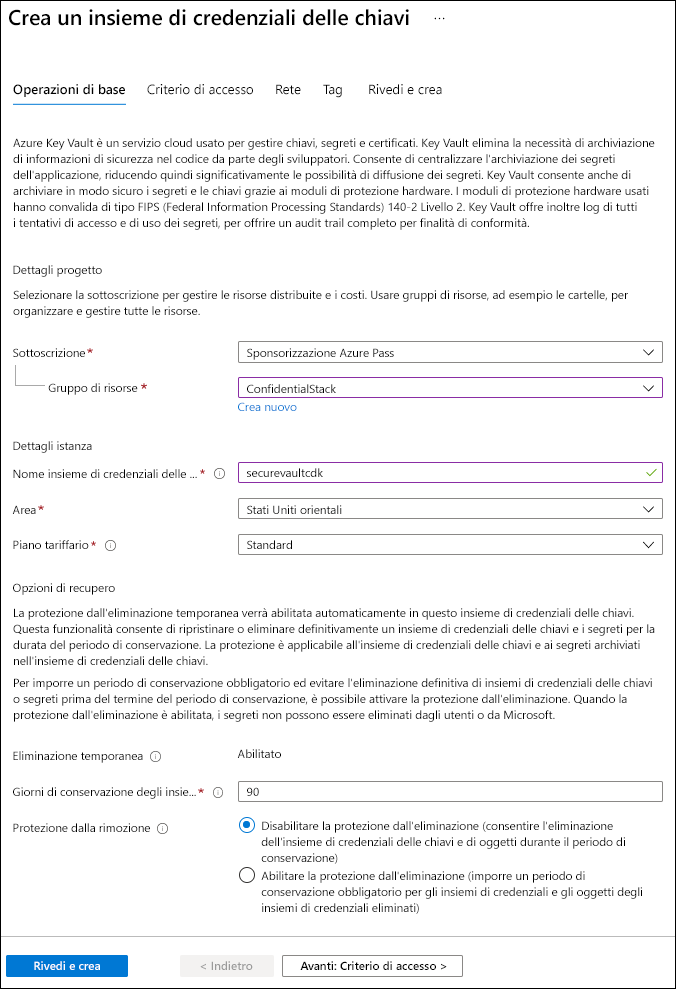 Crea un insieme di credenziali delle chiavi ...
Operazioni di base Criterio di accesso Rete Tag Rivedi e crea
Azure Key Vault è un servizio cloud usato per gestire chiavi, segreti e certificati. Key Vault elimina la necessità di archiviazione
di informazioni di sicurezza nel codice da parte degli sviluppatori. Consente di centralizzare l'archiviazione dei segreti
dell'applicazione, riducendo quindi significativamente le possibilità di diffusione dei segreti. Key Vault consente anche di
archiviare in modo sicuro i segreti e le chiavi grazie ai moduli di protezione hardware. I moduli di protezione hardware usati
hanno convalida di tipo FIPS (Federal Information Processing Standards) 140-2 Livello 2. Key Vault offre inoltre log di tutti
i tentativi di accesso e di uso dei segreti, per offrire un audit trail completo per finalità di conformità.
Dettagli progetto
Selezionare la sottoscrizione per gestire le risorse distribuite e i costi. Usare gruppi di risorse, ad esempio le cartelle, per
organizzare e gestire tutte le risorse.
Sottoscrizione* Sponsorizzazione Azure Pass
Gruppo di risorse * ConfidentialStack
Crea nuovo
Dettagli istanza
Nome insieme di credenziali delle ... * securevaultcdk
Area* Stati Uniti orientali
Piano tariffario* Standard
Opzioni di recupero
La protezione dall'eliminazione temporanea verrà abilitata automaticamente in questo insieme di credenziali delle chiavi.
Questa funzionalità consente di ripristinare o eliminare definitivamente un insieme di credenziali delle chiavi e i segreti per la
durata del periodo di conservazione. La protezione è applicabile all'insieme di credenziali delle chiavi e ai segreti archiviati
nell'insieme di credenziali delle chiavi.
Per imporre un periodo di conservazione obbligatorio ed evitare l'eliminazione definitiva di insiemi di credenziali delle chiavi
o segreti prima del termine del periodo di conservazione, è possibile attivare la protezione dall'eliminazione. Quando la
protezione dall'eliminazione è abilitata, i segreti non possono essere eliminati dagli utenti o da Microsoft.
Eliminazione temporanea Abilitato
Giorni di conservazione degli insie...* 90
Protezione dalla rimozione Disabilitare la protezione dall'eliminazione (consentire l'eliminazione
dell'insieme di credenziali delle chiavi e di oggetti durante il periodo di
conservazione)
Abilitare la protezione dall'eliminazione (imporre un periodo di
conservazione obbligatorio per gli insiemi di credenziali e gli oggetti degli
insiemi di credenziali eliminati)
Rivedi e crea < Indietro Avanti: Criterio di accesso >